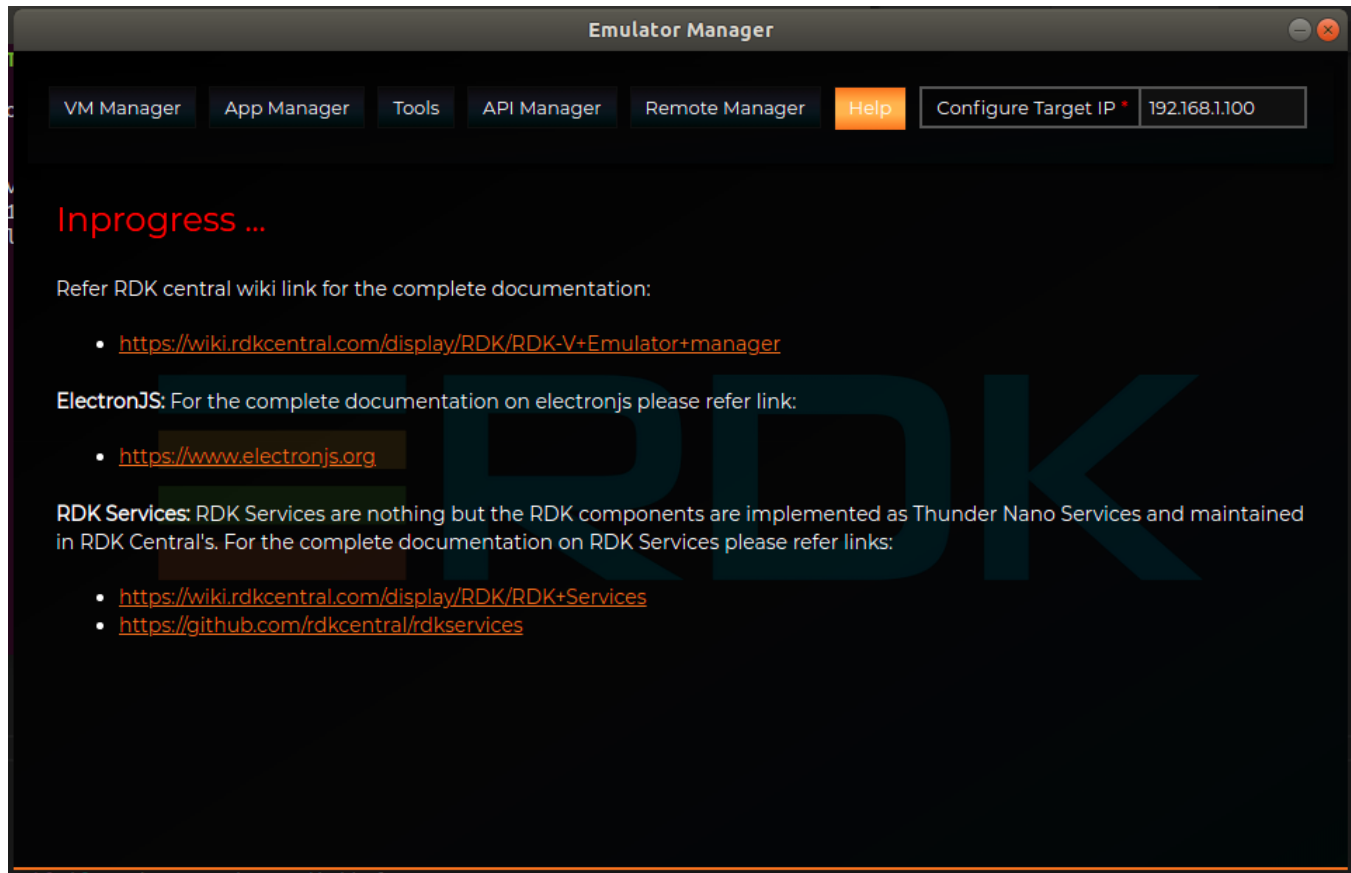 Emulator Manager
VM Manager App Manager Tools API Manager Remote Manager Help Configure Target IP * 192.168.1.100
Inprogress ...
Refer RDK central wiki link for the complete documentation:
https://wiki.rdkcentral.com/display/RDK/RDK-V+Emulator+manager
ElectronJS: For the complete documentation on electronjs please refer link:
https://www.electronjs.org
RDK Services: RDK Services are nothing but the RDK components are implemented as Thunder Nano Services and maintained
in RDK Central's. For the complete documentation on RDK Services please refer links:
https://wiki.rdkcentral.com/display/RDK/RDK+Services
https://github.com/rdkcentral/rdkservices
RDK